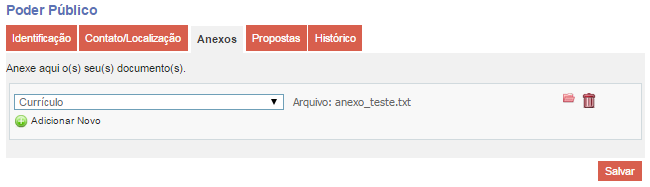 Poder Público
Identificação Contato/Localização Anexos Propostas Histórico
Anexe aqui o(s) seu(s) documento(s).
Currículo Arquivo: anexo_teste.txt
Adicionar Novo
Salvar